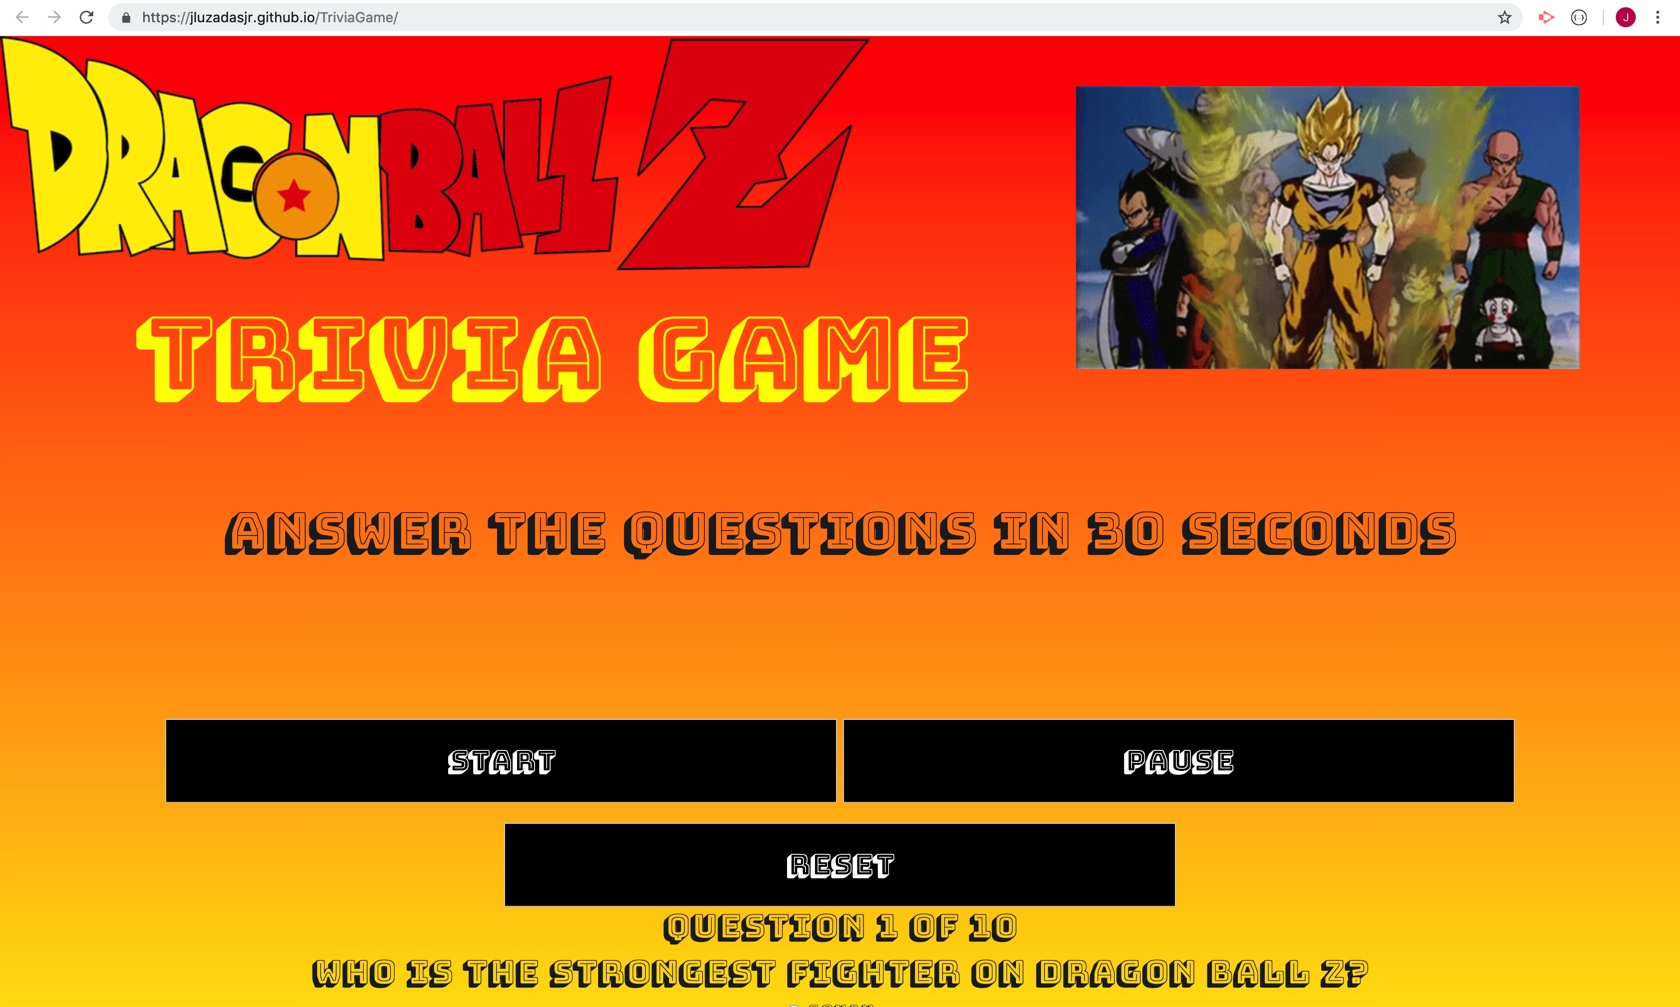 https://jluzadasjr.github.io/TriviaGame/
J
DRAGON BALL Z
TRIVIA GAME
ANSWER THE QUESTIONS IN 30 SECONDS
START
PAUSE
RESET
QUESTION 1 OF 10
WHO IS THE STRONGEST FIGHTER ON DRAGON BALL Z?